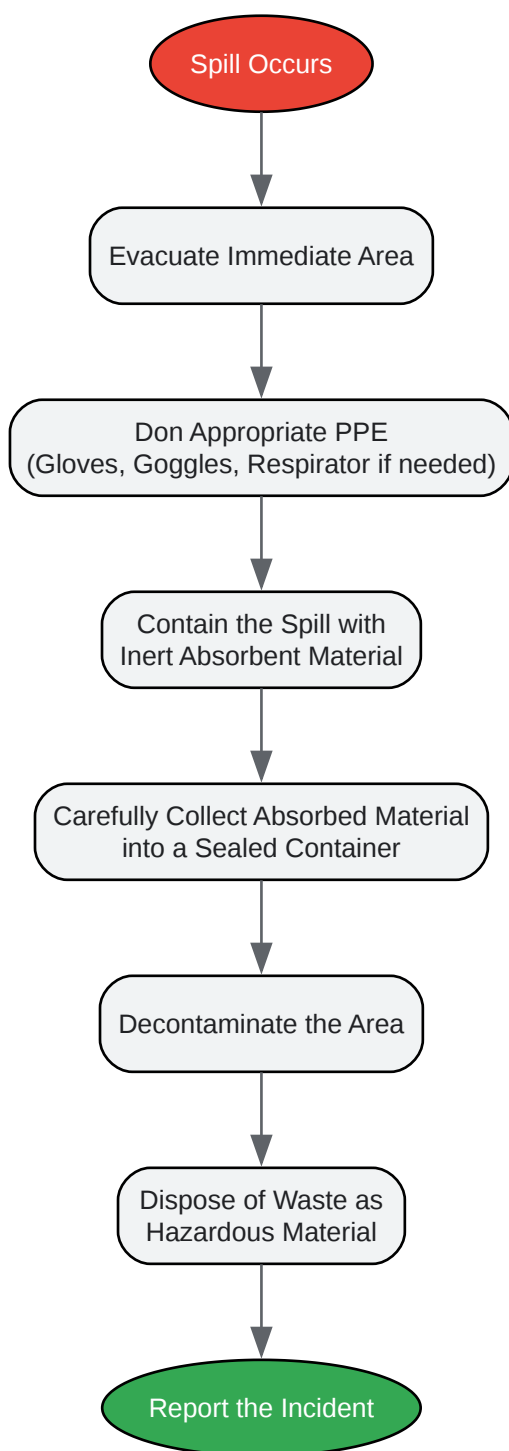 Spill Occurs
Evacuate Immediate Area
Don Appropriate PPE
(Gloves, Goggles, Respirator if needed)
Contain the Spill with
Inert Absorbent Material
Carefully Collect Absorbed Material
into a Sealed Container
Decontaminate the Area
Dispose of Waste as
Hazardous Material
Report the Incident